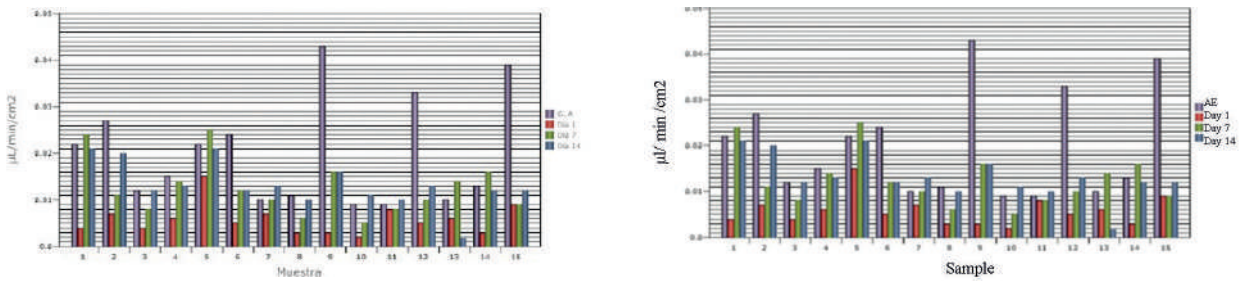 0.05
0.04
0.03
0.02
0.01
0.0
µL/min/cm2
1 2 3 4 5 6 7 8 9 10 11 12 13 14 15
Muestra
G. A
Día 1
Día 7
Día 14
0.05
0.04
0.03
0.02
0.01
0.0
µl/ min /cm2
1 2 3 4 5 6 7 8 9 10 11 12 13 14 15
Sample
AE
Day 1
Day 7
Day 14